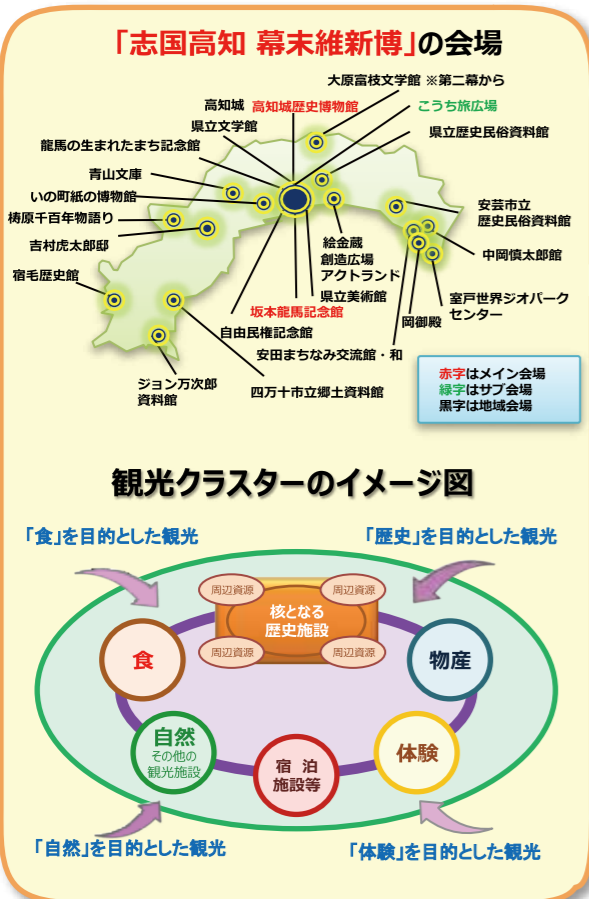 「志国高知 幕末維新博」の会場
大原富枝文学館 ※第二幕から
高知城 高知城歴史博物館
こうち旅広場
県立文学館
県立歴史民俗資料館
龍馬の生まれたまち記念館
青山文庫
いの町紙の博物館
梼原千百年物語り
吉村虎太郎邸
宿毛歴史館
安芸市立
歴史民俗資料館
中岡慎太郎館
絵金蔵
創造広場
アクトランド
県立美術館
室戸世界ジオパーク
センター
坂本龍馬記念館
岡御殿
自由民権記念館
安田まちなみ交流館・和
ジョン万次郎
資料館
四万十市立郷土資料館
赤字はメイン会場
緑字はサブ会場
黒字は地域会場
観光クラスターのイメージ図
「食」を目的とした観光
「歴史」を目的とした観光
周辺資源
周辺資源
核となる
歴史施設
周辺資源
周辺資源
食
物産
自然
その他の
観光施設
宿 泊
施設等
体験
「自然」を目的とした観光
「体験」を目的とした観光